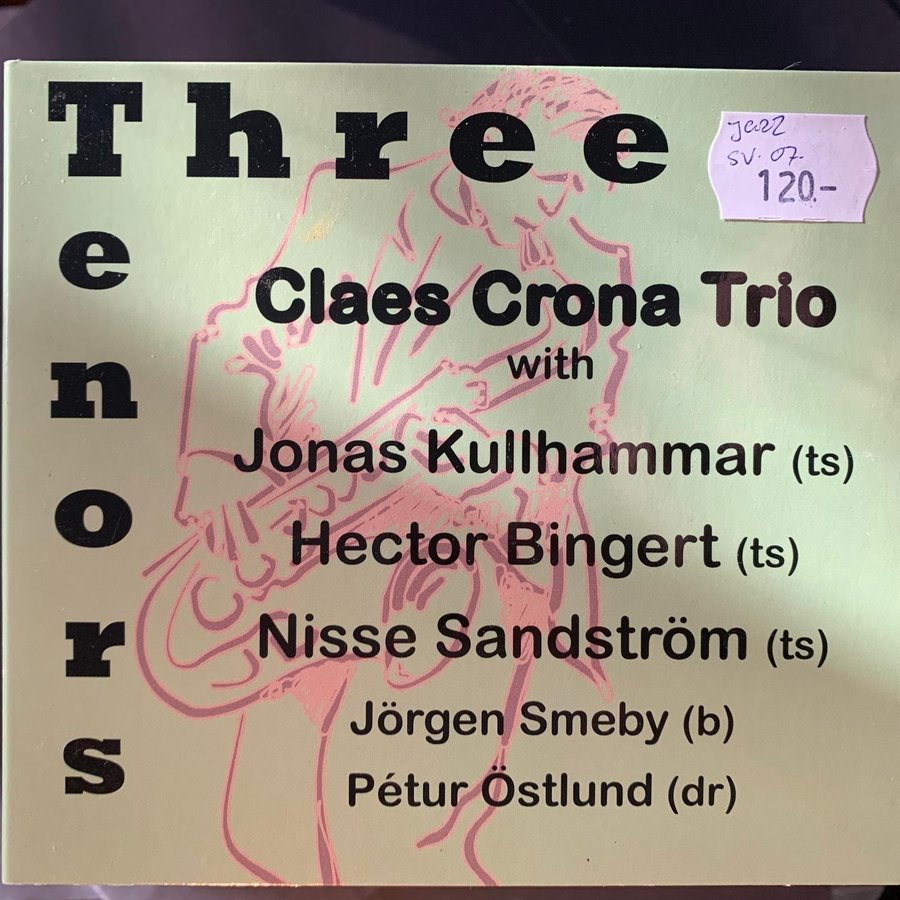 Three
Tenors
jazz
sv. 07.
120.-
Claes Crona Trio
with
Jonas Kullhammar (ts)
Hector Bingert (ts)
Nisse Sandström (ts)
Jörgen Smeby (b)
Pétur Östlund (dr)